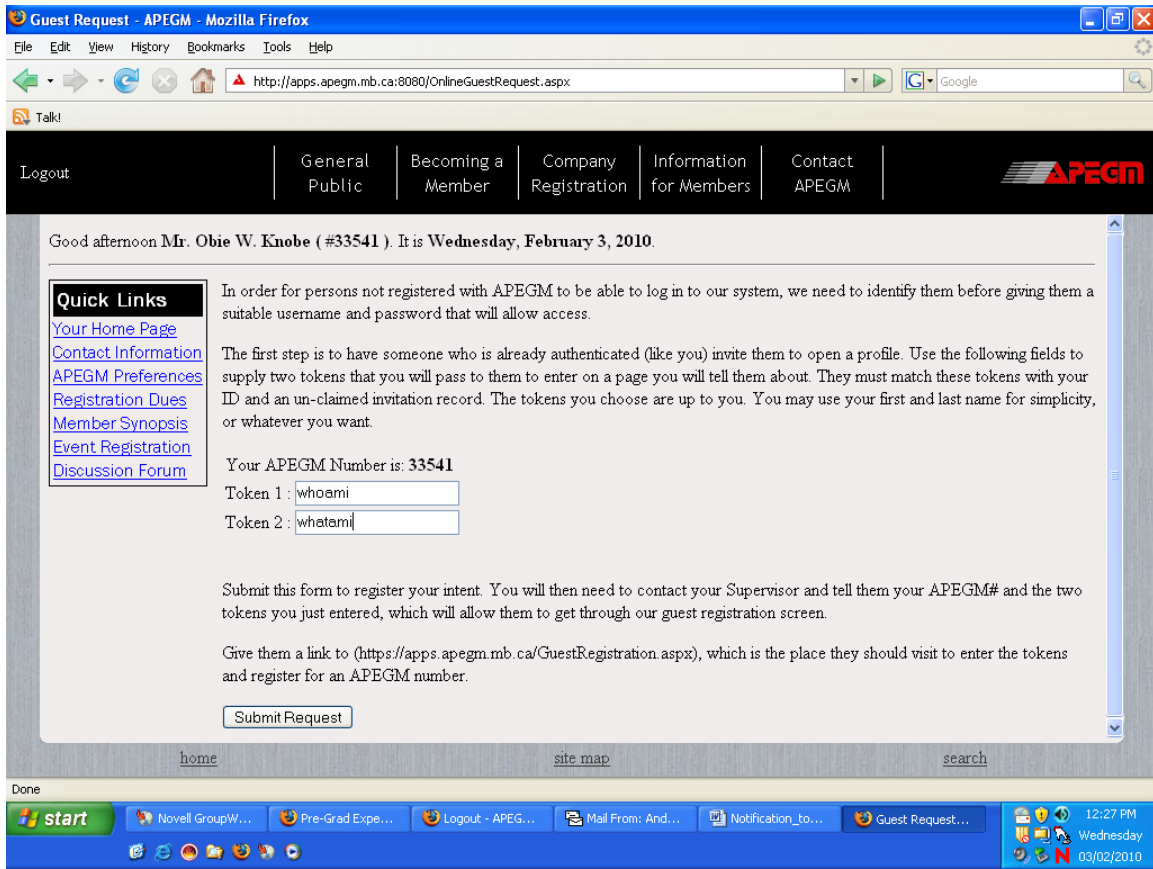 Guest Request - APEGM - Mozilla Firefox
File Edit View History Bookmarks Tools Help
http://apps.apegm.mb.ca:8080/OnlineGuestRequest.aspx
G Google
Talk!
Logout
General Public
Becoming a Member
Company Registration
Information for Members
Contact APEGM
APEGM
Good afternoon Mr. Obie W. Knobe ( #33541 ). It is Wednesday, February 3, 2010.
Quick Links
Your Home Page
Contact Information
APEGM Preferences
Registration Dues
Member Synopsis
Event Registration
Discussion Forum
In order for persons not registered with APEGM to be able to log in to our system, we need to identify them before giving them a
suitable username and password that will allow access.
The first step is to have someone who is already authenticated (like you) invite them to open a profile. Use the following fields to
supply two tokens that you will pass to them to enter on a page you will tell them about. They must match these tokens with your
ID and an un-claimed invitation record. The tokens you choose are up to you. You may use your first and last name for simplicity,
or whatever you want.
Your APEGM Number is: 33541
Token 1 : whoami
Token 2 : whatami
Submit this form to register your intent. You will then need to contact your Supervisor and tell them your APEGM# and the two
tokens you just entered, which will allow them to get through our guest registration screen.
Give them a link to (https://apps.apegm.mb.ca/GuestRegistration.aspx), which is the place they should visit to enter the tokens
and register for an APEGM number.
Submit Request
home site map search
Done
start Novell GroupW... Pre-Grad Expe... Logout - APEG... Mail From: And... Notification_to... Guest Request...
12:27 PM
Wednesday
03/02/2010